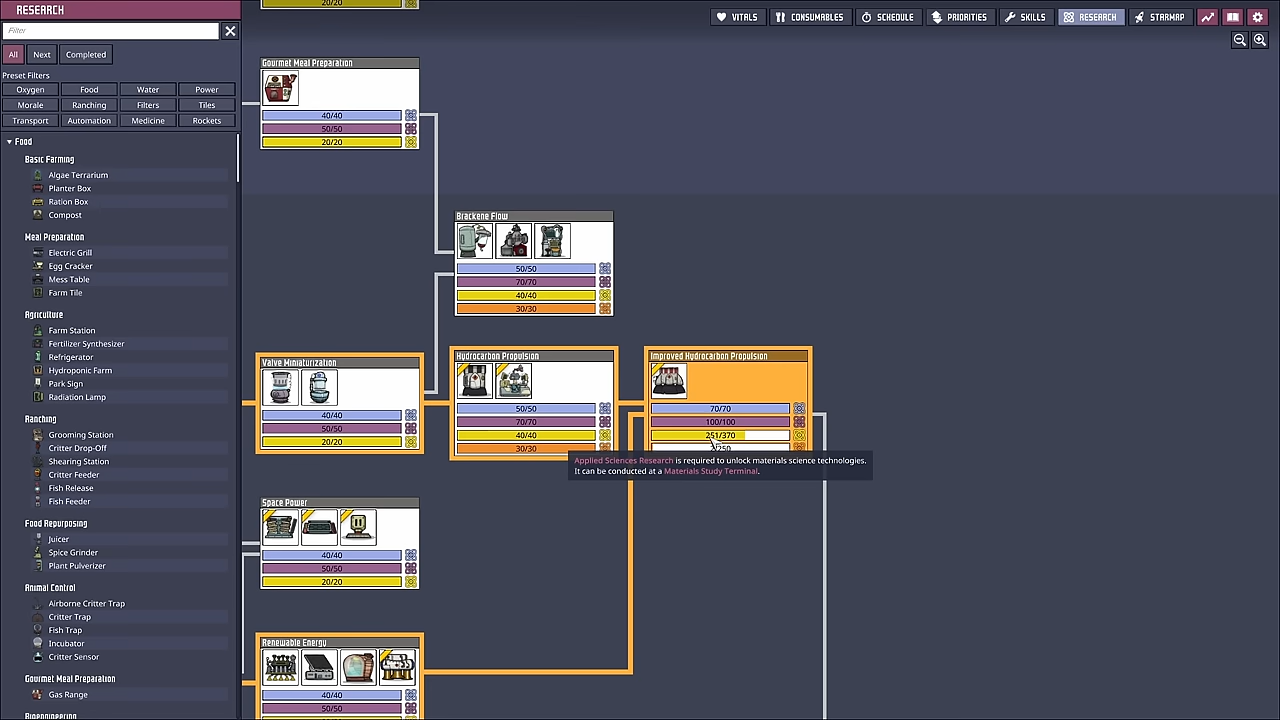 RESEARCH
Filter
All
Next
Completed
Preset Filters
Oxygen
Food
Water
Power
Morale
Ranching
Filters
Tiles
Transport
Automation
Medicine
Rockets
Food
Basic Farming
Algae Terrarium
Planter Box
Ration Box
Compost
Meal Preparation
Electric Grill
Egg Cracker
Mess Table
Farm Tile
Agriculture
Farm Station
Fertilizer Synthesizer
Refrigerator
Hydroponic Farm
Park Sign
Radiation Lamp
Ranching
Grooming Station
Critter Drop-Off
Shearing Station
Critter Feeder
Fish Release
Fish Feeder
Food Repurposing
Juicer
Spice Grinder
Plant Pulverizer
Animal Control
Airborne Critter Trap
Critter Trap
Fish Trap
Incubator
Critter Sensor
Gourmet Meal Preparation
Gas Range
Bioengineering
VITALS
CONSUMABLES
SCHEDULE
PRIORITIES
SKILLS
RESEARCH
STARMAP
20/20
Gourmet Meal Preparation
40/40
50/50
20/20
Brackene Flow
50/50
70/70
40/40
30/30
Valve Miniaturization
40/40
50/50
20/20
Hydrocarbon Propulsion
50/50
70/70
40/40
30/30
Improved Hydrocarbon Propulsion
70/70
100/100
251/370
Applied Sciences Research is required to unlock materials science technologies.
It can be conducted at a Materials Study Terminal.
Space Power
40/40
50/50
20/20
Renewable Energy
40/40
50/50